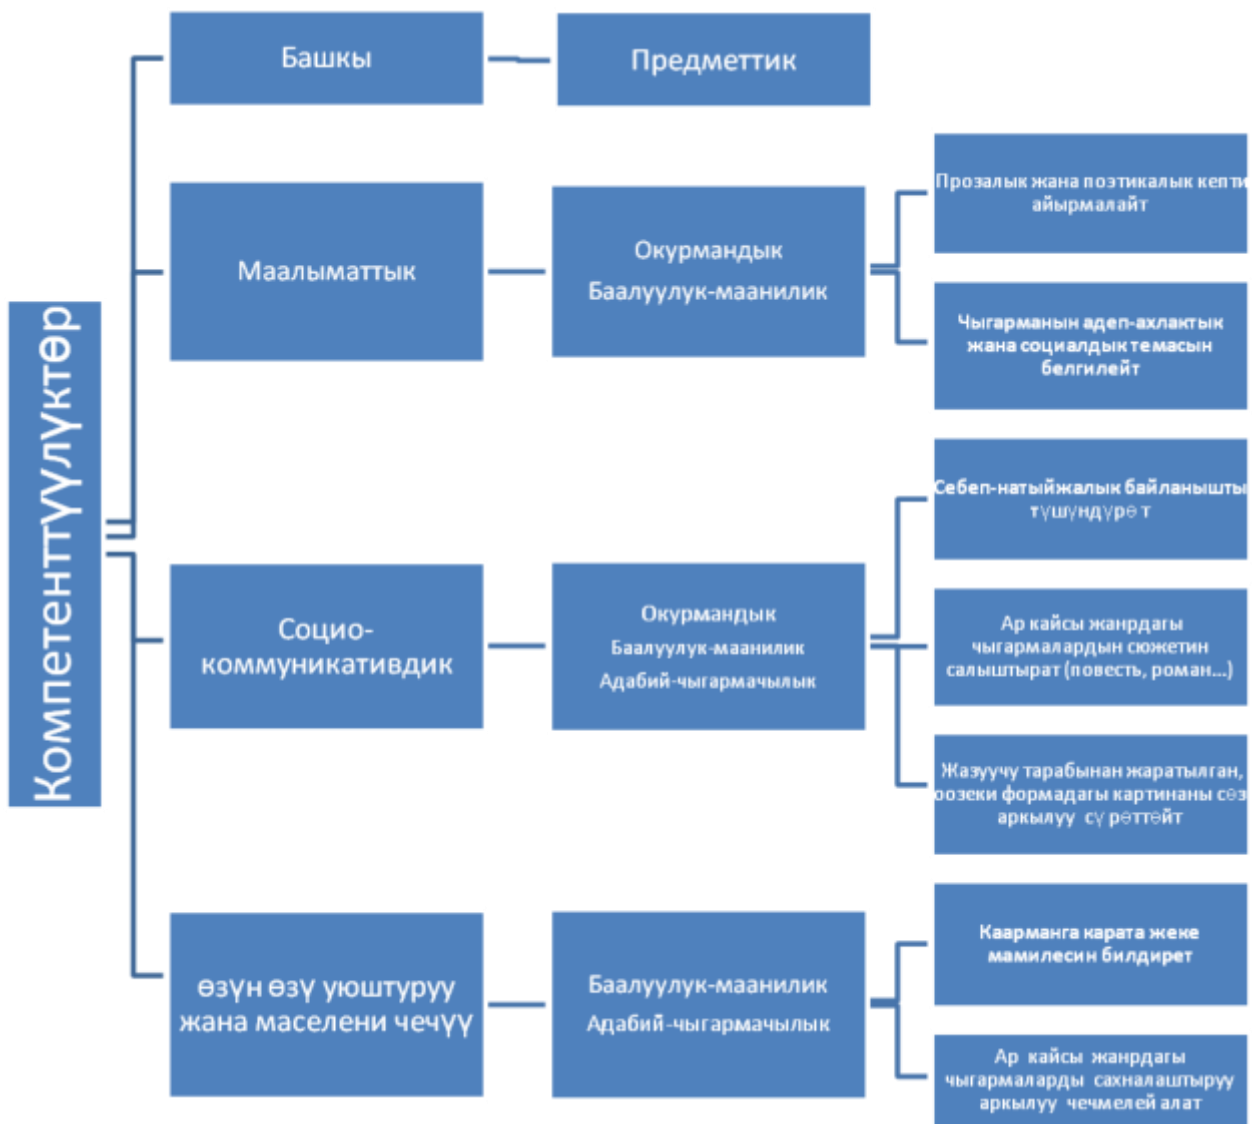 Компетенттүүлүктөр
Башкы
Предметтик
Маалыматтык
Окурмандык
Баалуулук-маанилик
Прозалык жана поэтикалык кепти
айырмалайт
Чыгарманын адеп-ахлактык
жана социалдык темасын
белгилейт
Социо-
коммуникативдик
Окурмандык
Баалуулук-маанилик
Адабий-чыгармачылык
Себеп-натыйжалык байланышты
түшүндүрө т
Ар кайсы жанрдагы
чыгармалардын сюжетин
салыштырат (повесть, роман...)
Жазуучу тарабынан жаратылган,
оозеки формадагы картинаны сөз
аркылуу сү рөттөйт
өзүн өзү уюштуруу
жана маселени чечүү
Баалуулук-маанилик
Адабий-чыгармачылык
Каарманга карата жеке
мамилесин билдирет
Ар кайсы жанрдагы
чыгармаларды сахналаштыруу
аркылуу чечмелей алат